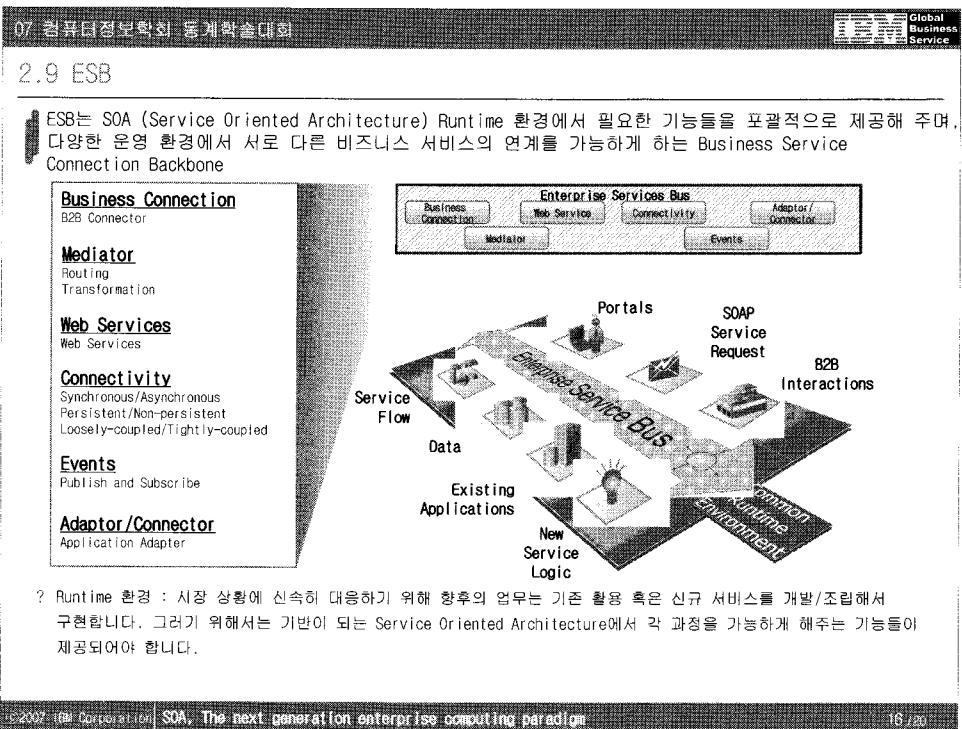 07 컴퓨터정보학회 동계학술대회
IBM Global
Business
Service
2.9 ESB
ESB는 SOA (Service Oriented Architecture) Runtime 환경에서 필요한 기능들을 포괄적으로 제공해 주며,
다양한 운영 환경에서 서로 다른 비즈니스 서비스의 연계를 가능하게 하는 Business Service
Connection Backbone
Business Connection
B2B Connector
Mediator
Routing
Transformation
Web Services
Web Services
Connectivity
Synchronous/Asynchronous
Persistent/Non-persistent
Loosely-coupled/Tightly-coupled
Events
Publish and Subscribe
Adaptor/Connector
Application Adapter
Enterprise Services Bus
Business
Connection
Web Service
Connectivity
Adaptor/
Connector
Mediator
Events
Portals
SOAP
Service
Request
B2B
Interactions
Enterprise Service Bus
Service
Flow
Data
Existing
Applications
New
Service
Logic
Common
Runtime
Environment
? Runtime 환경 : 시장 상황에 신속히 대응하기 위해 향후의 업무는 기존 활용 혹은 신규 서비스를 개발/조립해서
구현합니다. 그러기 위해서는 기반이 되는 Service Oriented Architecture에서 각 과정을 가능하게 해주는 기능들이
제공되어야 합니다.
©2007 IBM Corporation
SOA, The next generation enterprise computing paradigm
16 /20